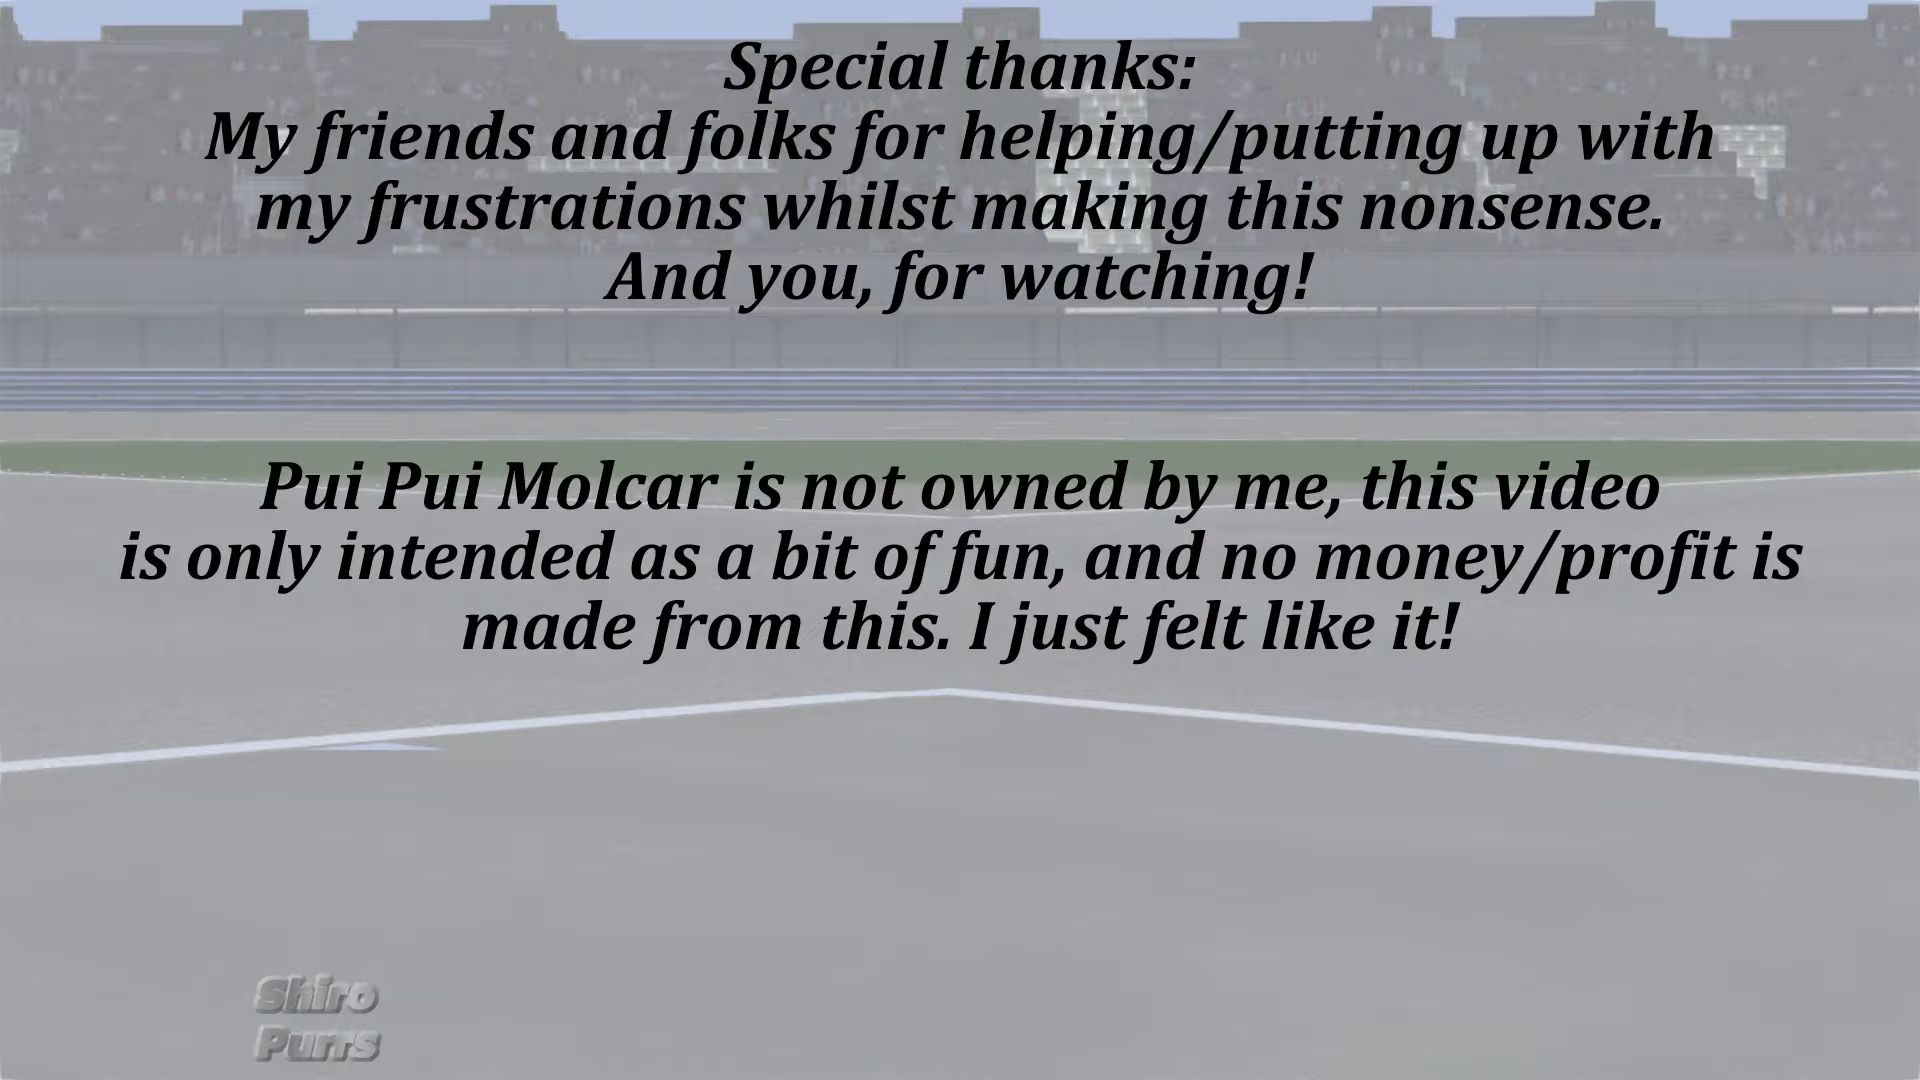 Special thanks:
My friends and folks for helping/putting up with
my frustrations whilst making this nonsense.
And you, for watching!
Pui Pui Molcar is not owned by me, this video
is only intended as a bit of fun, and no money/profit is
made from this. I just felt like it!
Shiro
Purrs